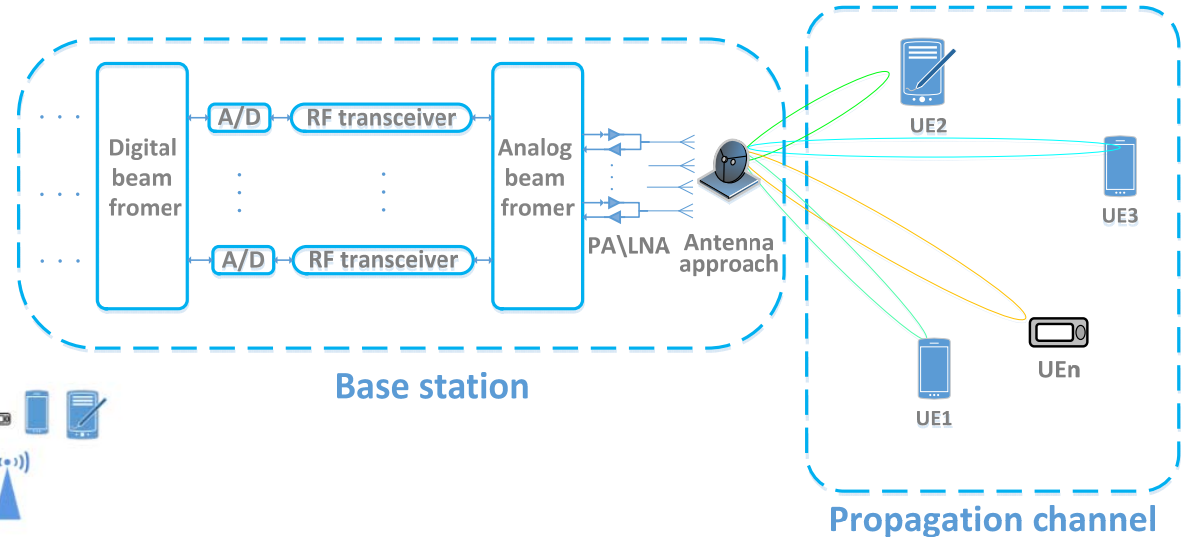 Digital
beam
fromer
A/D
RF transceiver
A/D
RF transceiver
Analog
beam
fromer
PA\LNA
Antenna
approach
Base station
UE2
UE3
UEn
UE1
Propagation channel